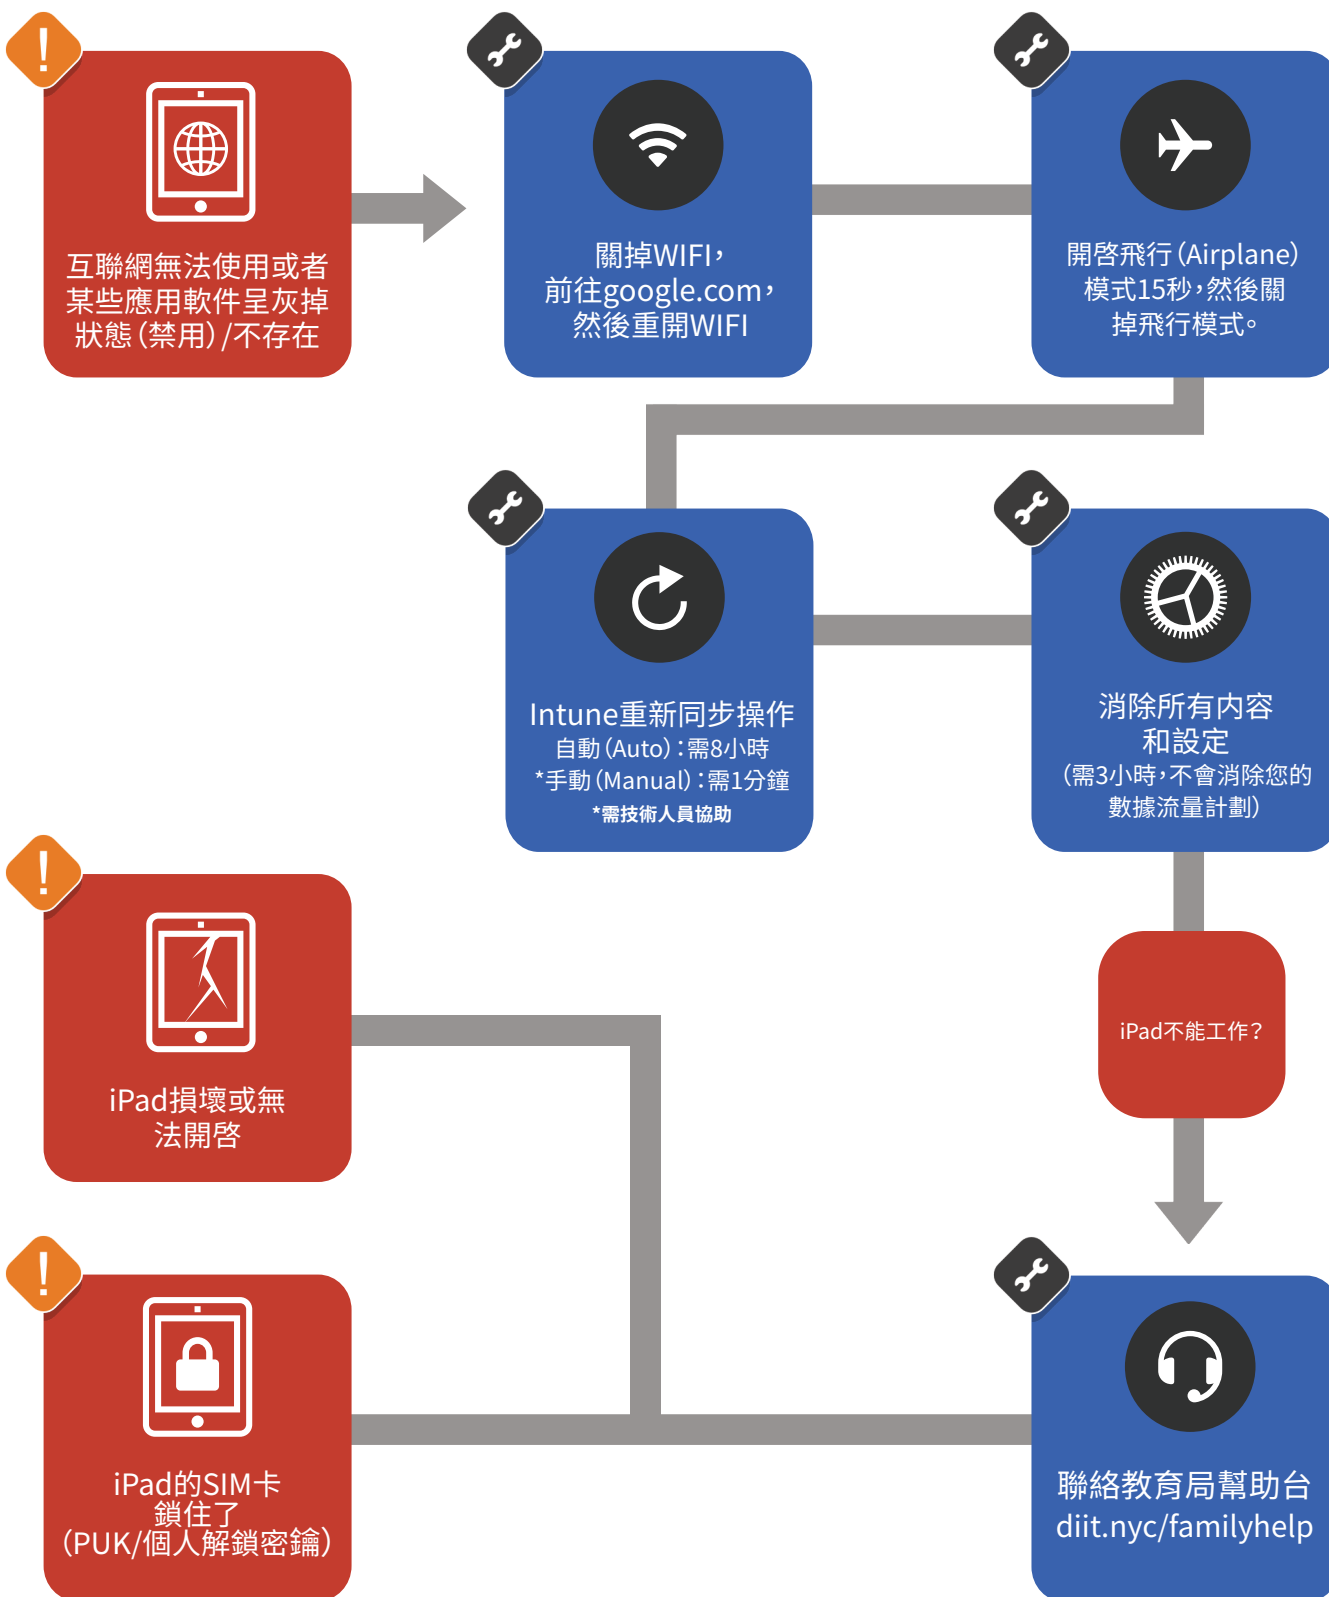 互聯網無法使用或者
某些應用軟件呈灰掉
狀態（禁用）/不存在
關掉WIFI，
前往google.com，
然後重開WIFI
開啓飛行（Airplane）
模式15秒，然後關
掉飛行模式。
Intune重新同步操作
自動（Auto）：需8小時
*手動（Manual）：需1分鐘
*需技術人員協助
消除所有内容
和設定
（需3小時，不會消除您的
數據流量計劃）
iPad不能工作？
iPad損壞或無
法開啓
iPad的SIM卡
鎖住了
（PUK/個人解鎖密鑰）
聯絡教育局幫助台
diit.nyc/familyhelp